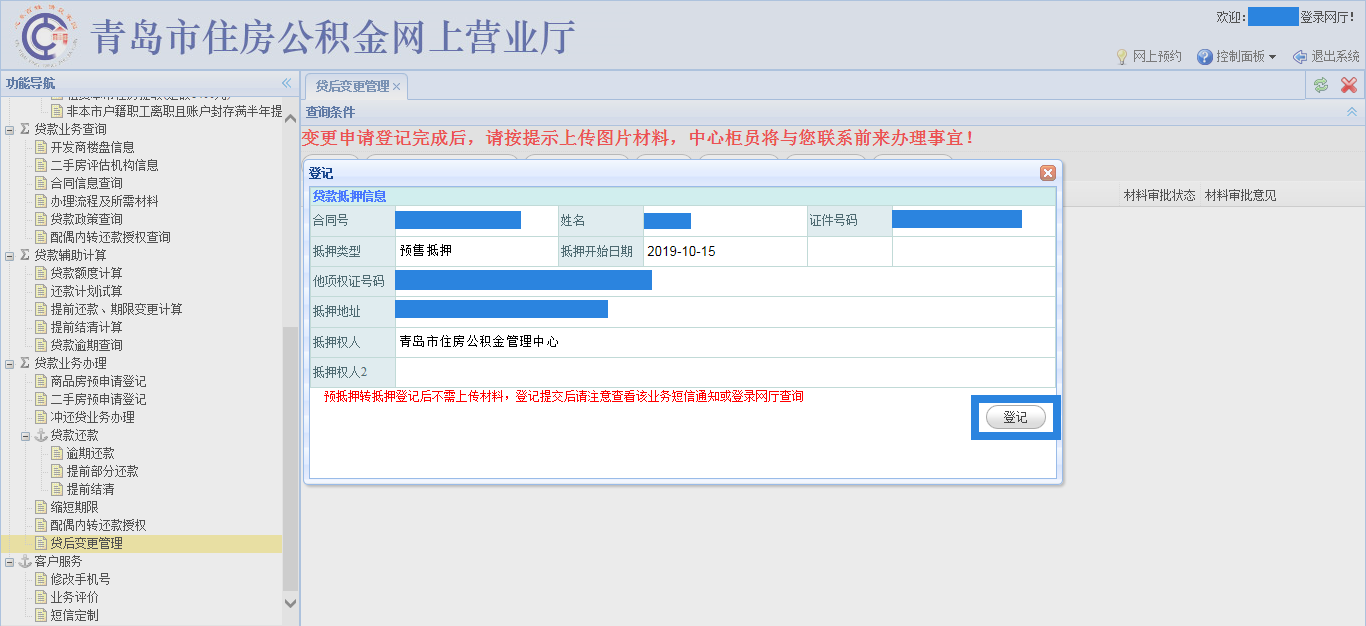 青岛市住房公积金网上营业厅
欢迎: 登录网厅!
网上预约 控制面板 退出系统
功能导航
非本市户籍职工离职且账户封存满半年提
贷款业务查询
开发商楼盘信息
二手房评估机构信息
合同信息查询
办理流程及所需材料
贷款政策查询
配偶内转还款授权查询
贷款辅助计算
贷款额度计算
还款计划试算
提前还款、期限变更计算
提前结清计算
贷款逾期查询
贷款业务办理
商品房预申请登记
二手房预申请登记
冲还贷业务办理
贷款还款
逾期还款
提前部分还款
提前结清
缩短期限
配偶内转还款授权
贷后变更管理
客户服务
修改手机号
业务评价
短信定制
贷后变更管理
查询条件
变更申请登记完成后，请按提示上传图片材料，中心柜员将与您联系前来办理事宜！
材料审批状态 材料审批意见
登记
贷款抵押信息
合同号 姓名 证件号码
抵押类型 预售抵押 抵押开始日期 2019-10-15
他项权证号码
抵押地址
抵押权人 青岛市住房公积金管理中心
抵押权人2
预抵押转抵押登记后不需上传材料，登记提交后请注意查看该业务短信通知或登录网厅查询
登记